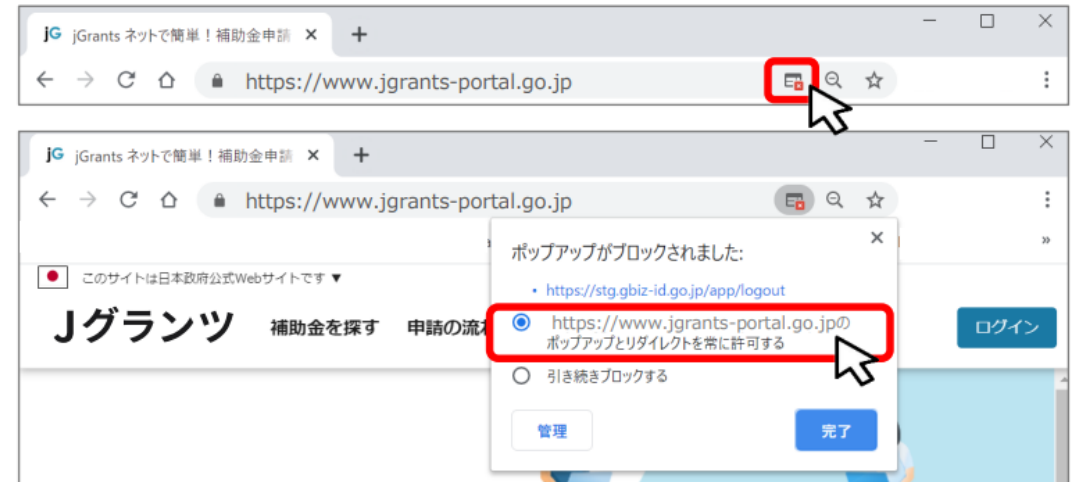 jG jGrants ネットで簡単！補助金申請
https://www.jgrants-portal.go.jp
jG jGrants ネットで簡単！補助金申請
https://www.jgrants-portal.go.jp
ポップアップがブロックされました:
• https://stg.gbiz-id.go.jp/app/logout
このサイトは日本政府公式Webサイトです ▼
Jグランツ 補助金を探す 申請の流 ログイン
https://www.jgrants-portal.go.jpの
ポップアップとリダイレクトを常に許可する
引き続きブロックする
管理 完了